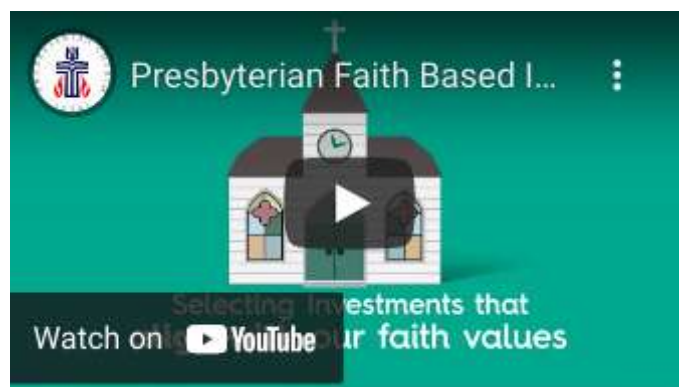 Presbyterian Faith Based I...
Selecting Investments that
ur faith values
Watch on YouTube